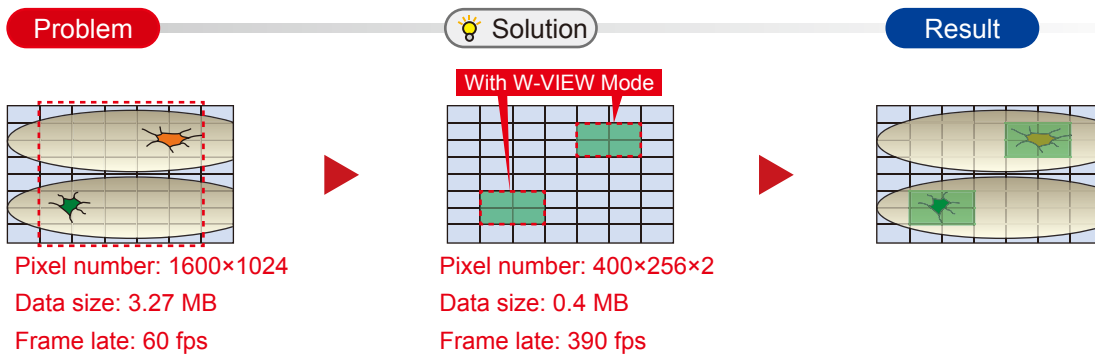 Problem
Solution
Result
With W-VIEW Mode
Pixel number: 1600×1024
Data size: 3.27 MB
Frame late: 60 fps
Pixel number: 400×256×2
Data size: 0.4 MB
Frame late: 390 fps